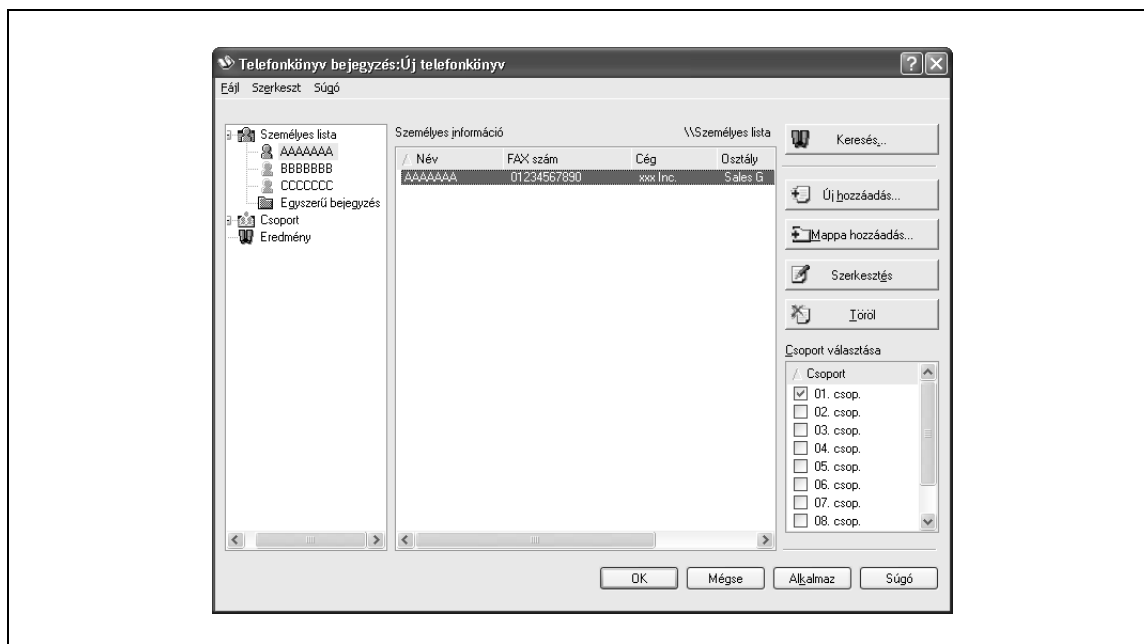 Telefonkönyv bejegyzés:Új telefonkönyv
Fájl Szerkeszt Súgó
Személyes lista
AAAAAAA
BBBBBBB
CCCCCCC
Egyszerű bejegyzés
Csoport
Eredmény
Személyes információ \\Személyes lista
Név FAX szám Cég Osztály
AAAAAAA 01234567890 xxx Inc. Sales G
Keresés...
Új hozzáadás...
Mappa hozzáadás...
Szerkesztés
Töröl
Csoport választása
Csoport
01. csop.
02. csop.
03. csop.
04. csop.
05. csop.
06. csop.
07. csop.
08. csop.
OK Mégse Alkalmaz Súgó